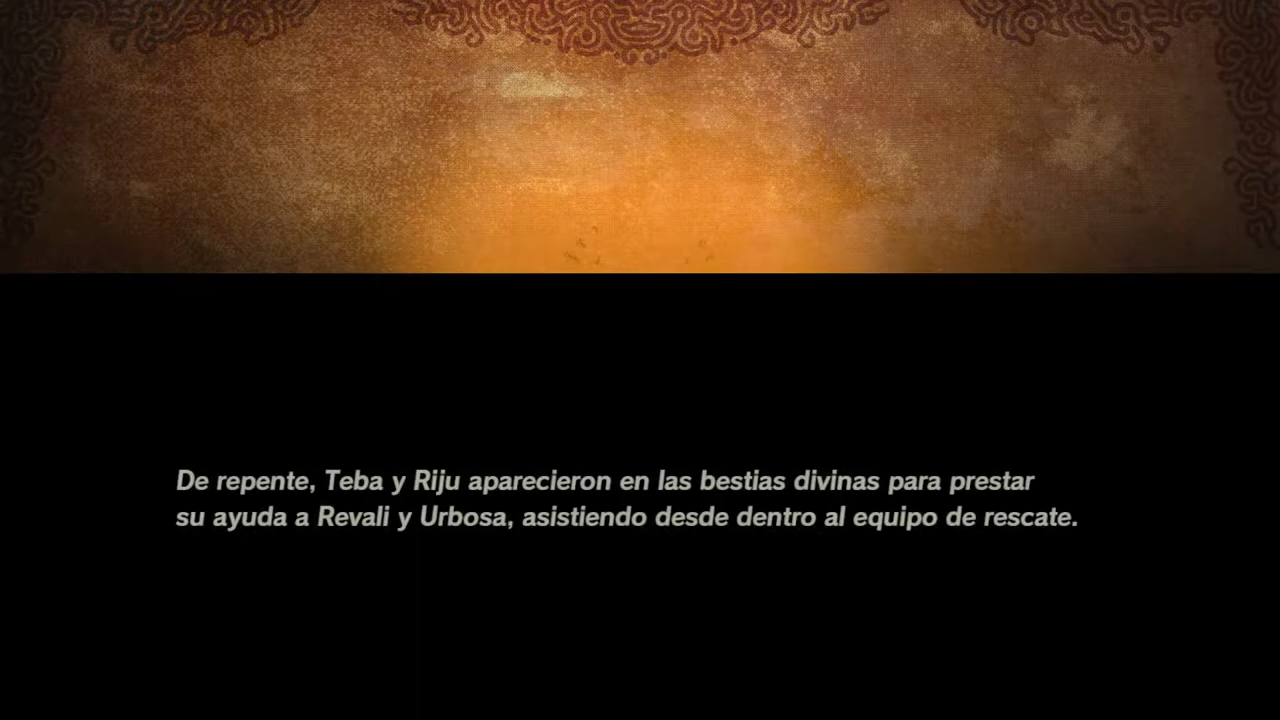 De repente, Teba y Riju aparecieron en las bestias divinas para prestar
su ayuda a Revali y Urbosa, asistiendo desde dentro al equipo de rescate.